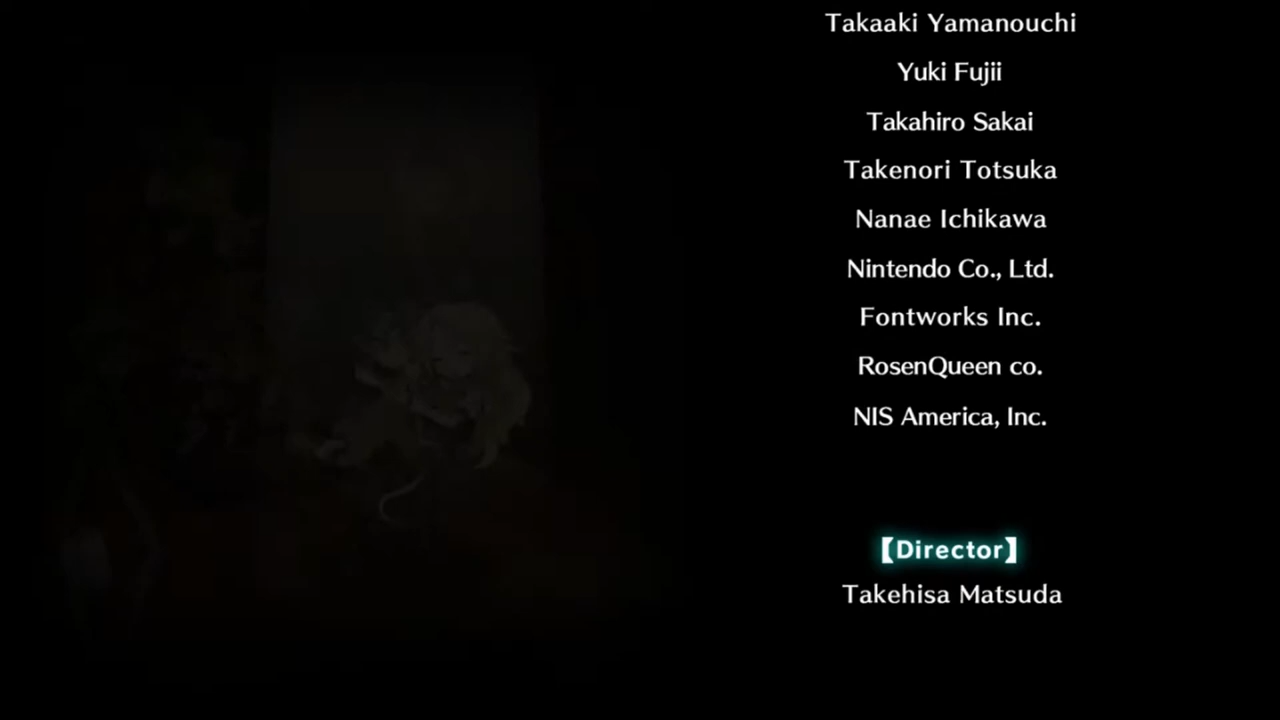 Takaaki Yamanouchi
Yuki Fujii
Takahiro Sakai
Takenori Totsuka
Nanae Ichikawa
Nintendo Co., Ltd.
Fontworks Inc.
RosenQueen co.
NIS America, Inc.
【Director】
Takehisa Matsuda